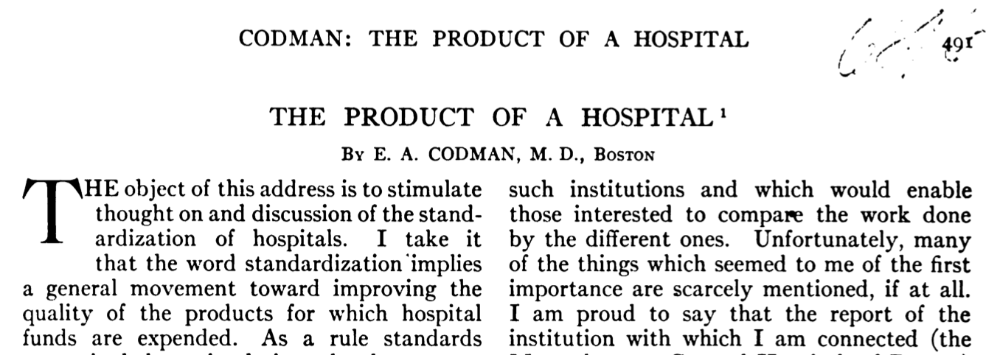 CODMAN: THE PRODUCT OF A HOSPITAL
491
THE PRODUCT OF A HOSPITAL ¹
By E. A. CODMAN, M. D., Boston
THE object of this address is to stimulate
thought on and discussion of the stand-
ardization of hospitals. I take it
that the word standardization implies
a general movement toward improving the
quality of the products for which hospital
funds are expended. As a rule standards
such institutions and which would enable
those interested to compare the work done
by the different ones. Unfortunately, many
of the things which seemed to me of the first
importance are scarcely mentioned, if at all.
I am proud to say that the report of the
institution with which I am connected (the